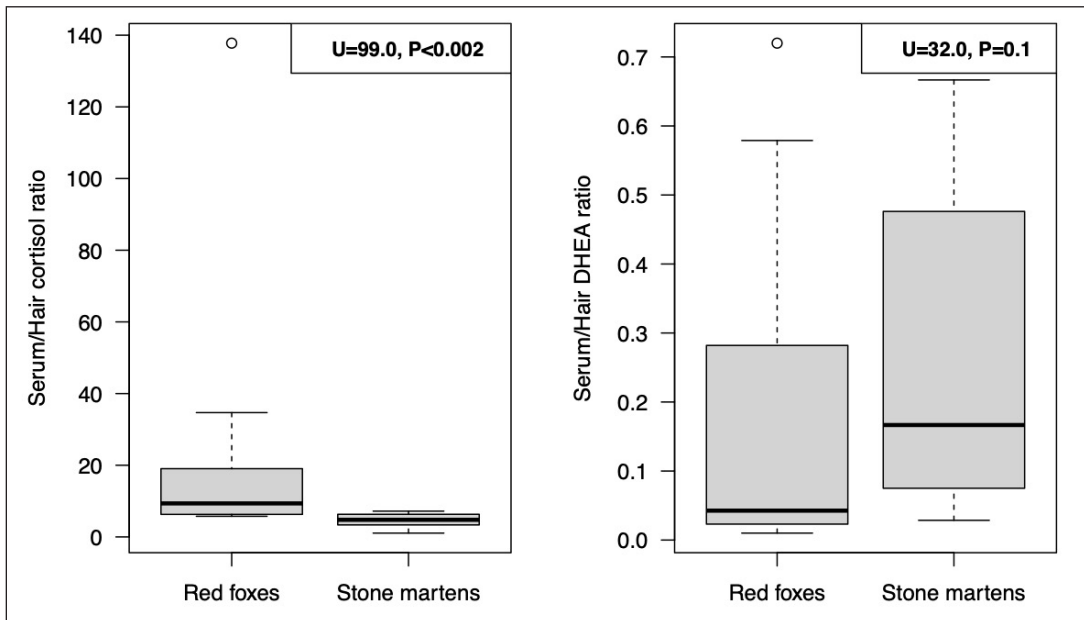 U=99.0, P<0.002
Serum/Hair cortisol ratio
140
120
100
80
60
40
20
0
Red foxes
Stone martens
U=32.0, P=0.1
Serum/Hair DHEA ratio
0.7
0.6
0.5
0.4
0.3
0.2
0.1
0.0
Red foxes
Stone martens